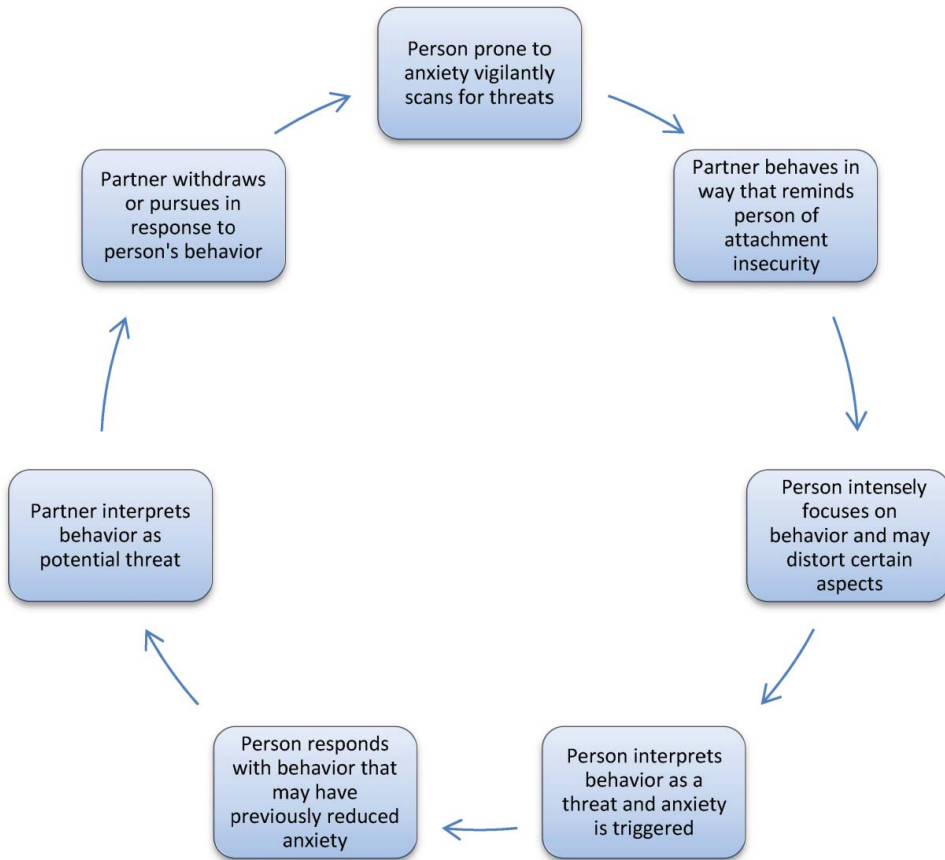 Person prone to
anxiety vigilantly
scans for threats
Partner behaves in
way that reminds
person of
attachment
insecurity
Person intensely
focuses on
behavior and may
distort certain
aspects
Person interprets
behavior as a
threat and anxiety
is triggered
Person responds
with behavior that
may have
previously reduced
anxiety
Partner interprets
behavior as
potential threat
Partner withdraws
or pursues in
response to
person's behavior